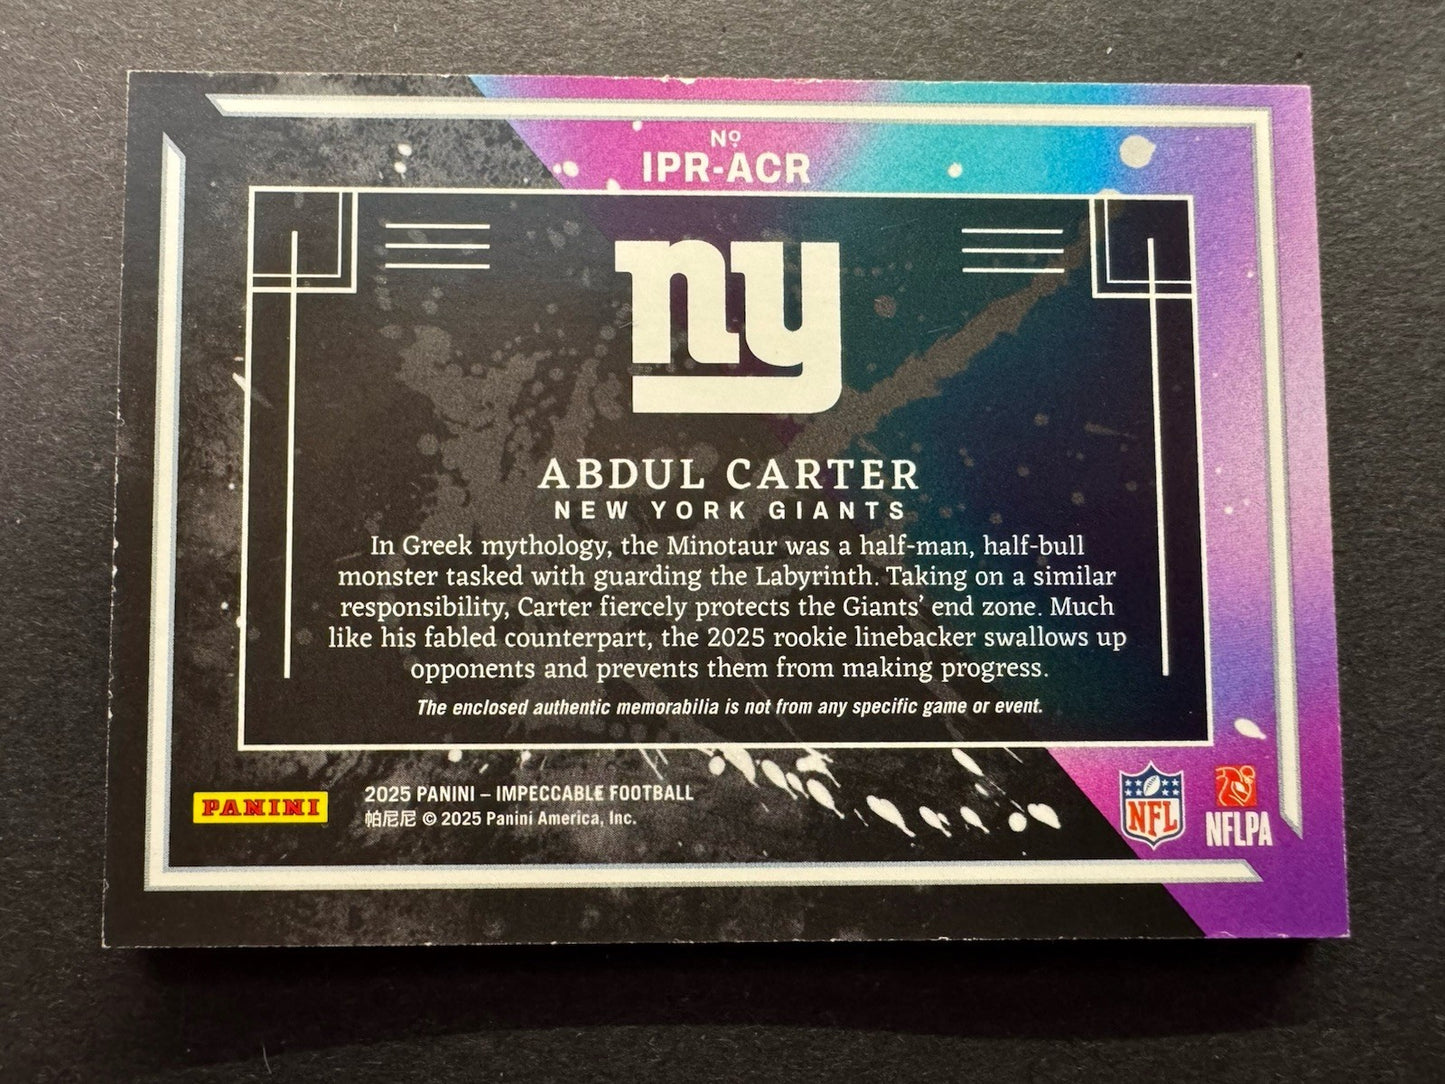 Nº
IPR-ACR
ny
ABDUL CARTER
NEW YORK GIANTS
In Greek mythology, the Minotaur was a half-man, half-bull
monster tasked with guarding the Labyrinth. Taking on a similar
responsibility, Carter fiercely protects the Giants’ end zone. Much
like his fabled counterpart, the 2025 rookie linebacker swallows up
opponents and prevents them from making progress.
The enclosed authentic memorabilia is not from any specific game or event.
PANINI
2025 PANINI – IMPECCABLE FOOTBALL
帕尼尼 © 2025 Panini America, Inc.
NFL
NFLPA